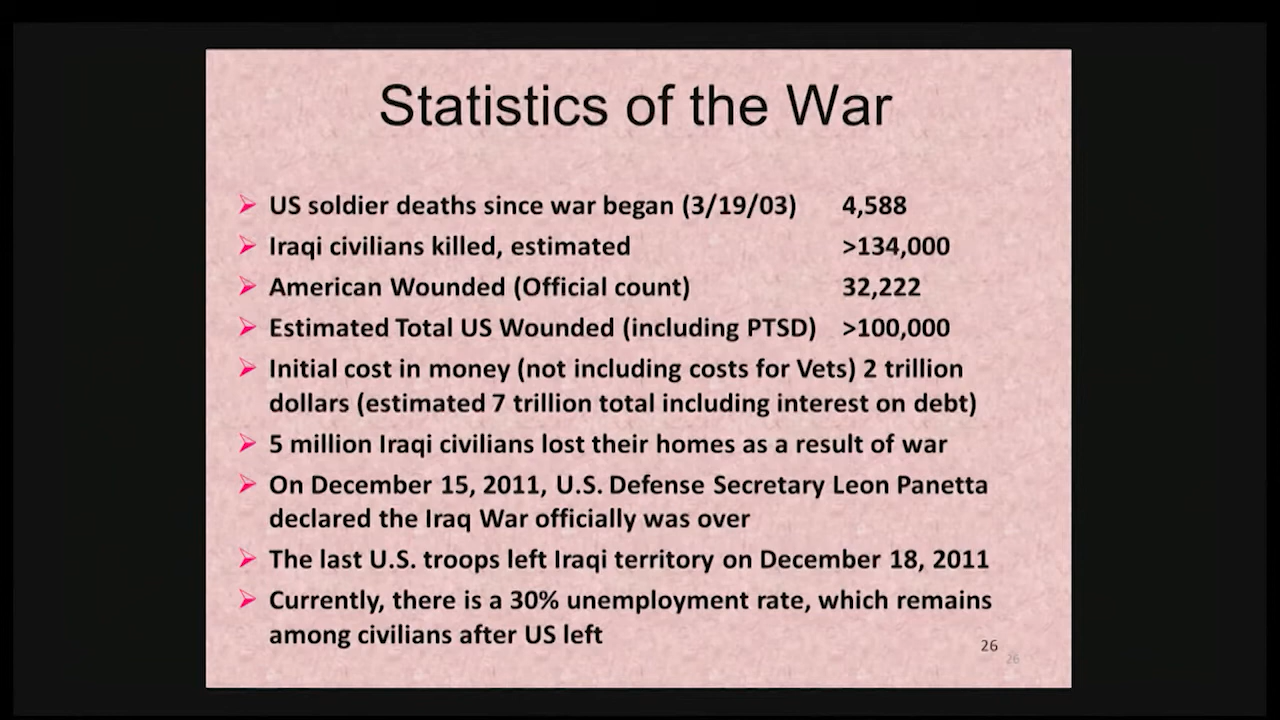 Statistics of the War
US soldier deaths since war began (3/19/03) 4,588
Iraqi civilians killed, estimated >134,000
American Wounded (Official count) 32,222
Estimated Total US Wounded (including PTSD) >100,000
Initial cost in money (not including costs for Vets) 2 trillion
dollars (estimated 7 trillion total including interest on debt)
5 million Iraqi civilians lost their homes as a result of war
On December 15, 2011, U.S. Defense Secretary Leon Panetta
declared the Iraq War officially was over
The last U.S. troops left Iraqi territory on December 18, 2011
Currently, there is a 30% unemployment rate, which remains
among civilians after US left
26
26